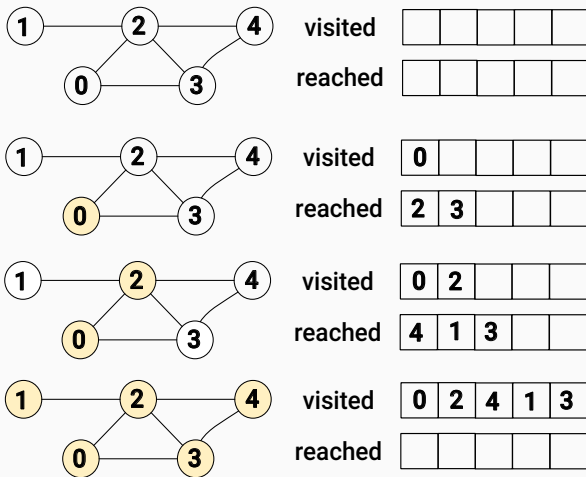 1 2 4 visited
0 3 reached
1 2 4 visited 0
0 3 reached 2 3
1 2 4 visited 0 2
0 3 reached 4 1 3
1 2 4 visited 0 2 4 1 3
0 3 reached